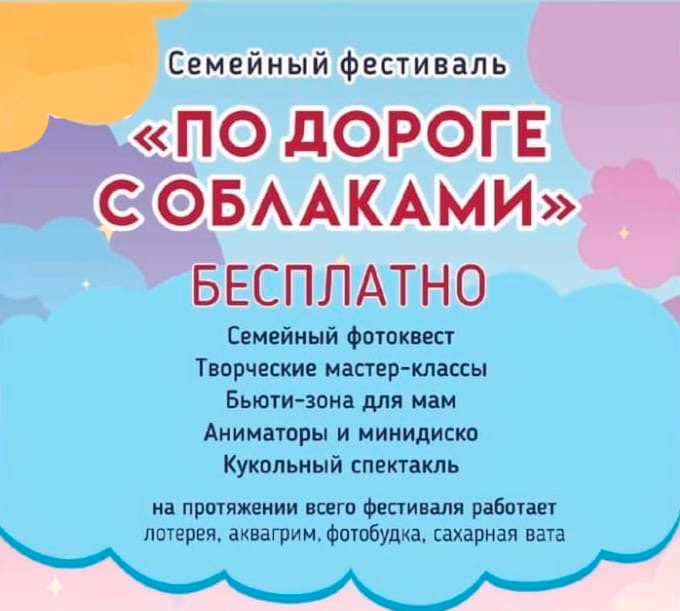 Семейный фестиваль
«ПО ДОРОГЕ
С ОБЛАКАМИ»
БЕСПЛАТНО
Семейный фотоквест
Творческие мастер-классы
Бьюти-зона для мам
Аниматоры и минидиско
Кукольный спектакль
на протяжении всего фестиваля работает
лотерея, аквагрим, фотобудка, сахарная вата